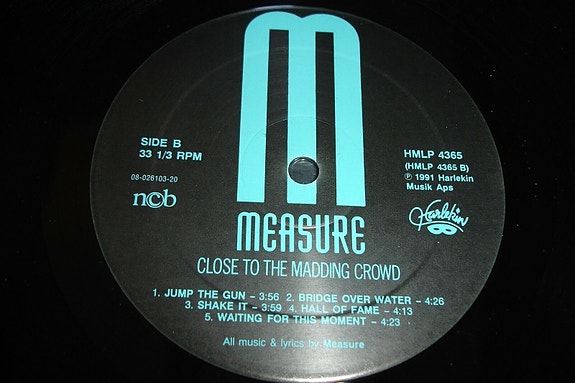 M
SIDE B
33 1/3 RPM
08-026103-20
ncb
HMLP 4365
(HMLP 4365 B)
℗ 1991 Harlekin
Musik Aps
Harlekin
MEASURE
CLOSE TO THE MADDING CROWD
1. JUMP THE GUN – 3:56 2. BRIDGE OVER WATER – 4:26
3. SHAKE IT – 3:59 4. HALL OF FAME – 4:13
5. WAITING FOR THIS MOMENT – 4:23
All music & lyrics by Measure